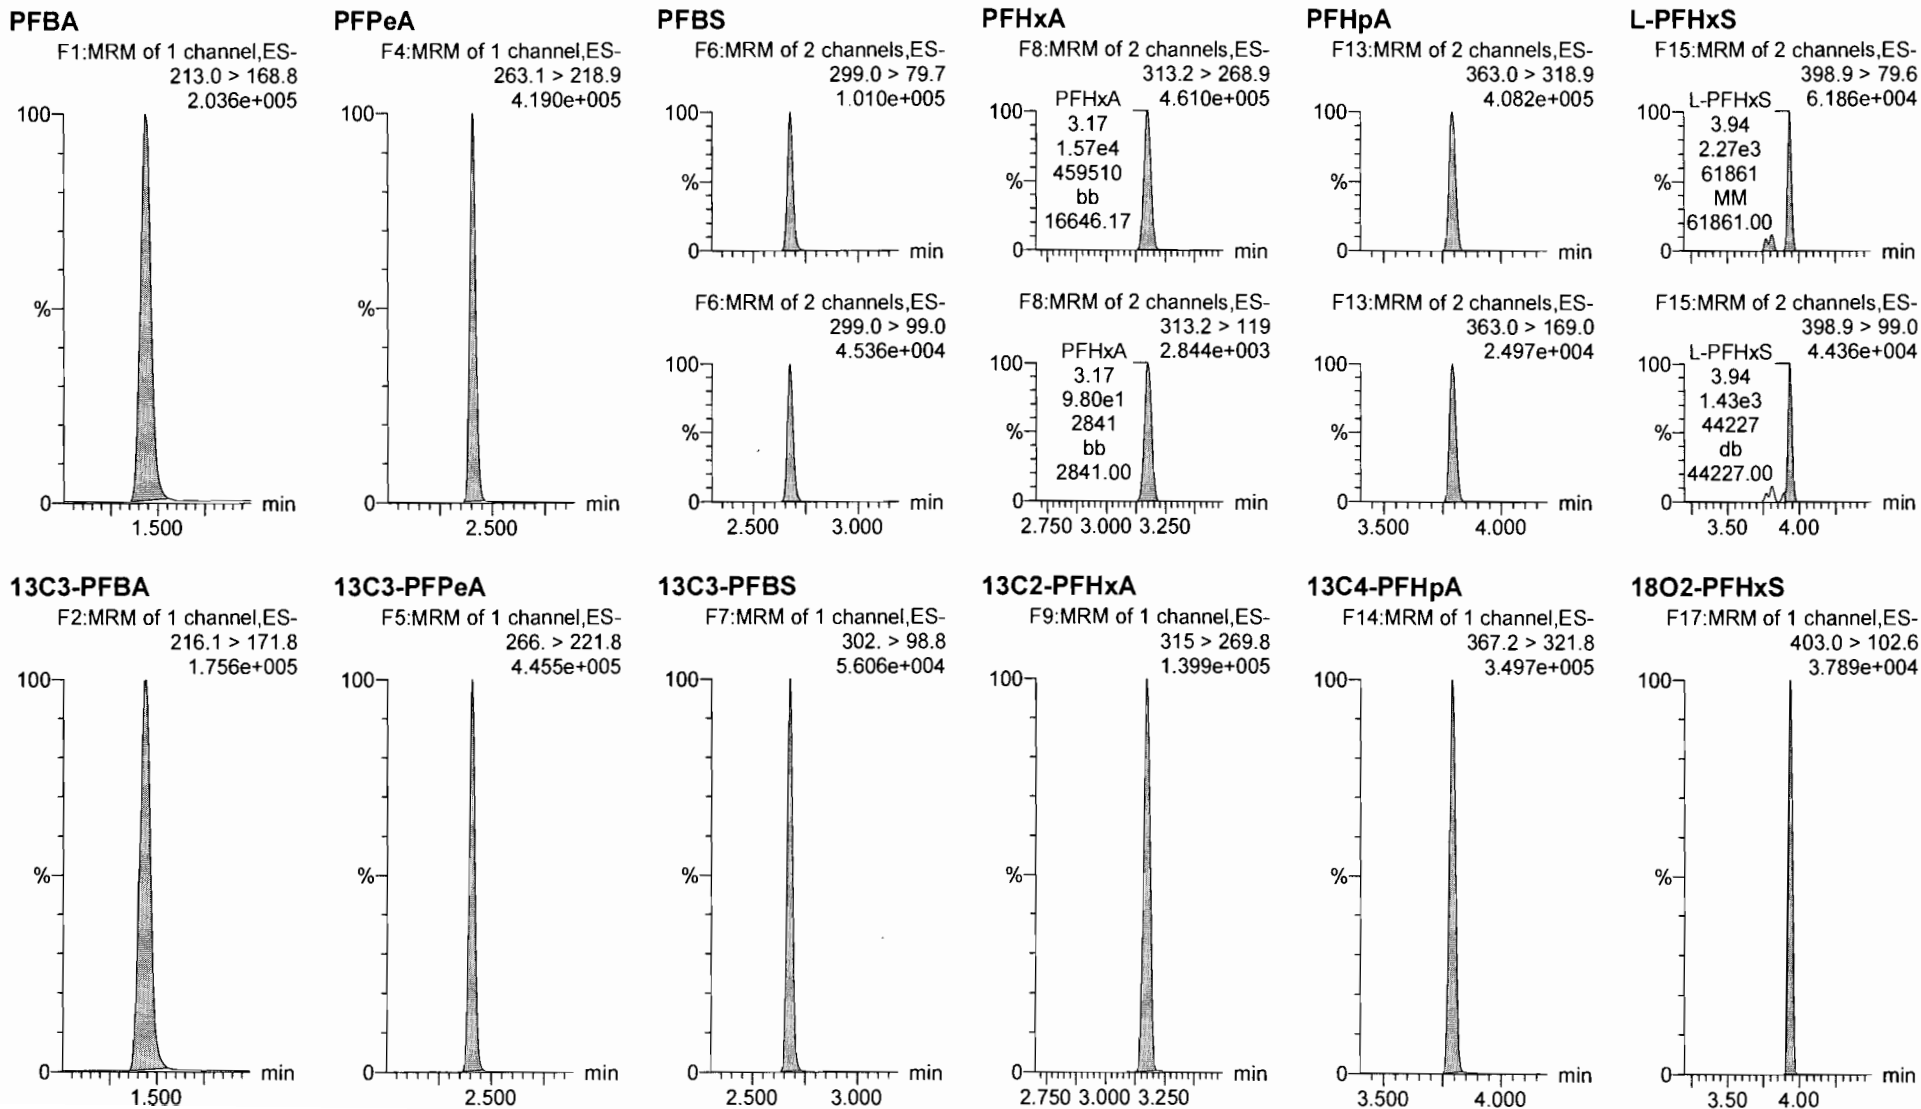 PFBA
F1:MRM of 1 channel,ES-
213.0 > 168.8
2.036e+005
100
%
0
min
1.500
PFPeA
F4:MRM of 1 channel,ES-
263.1 > 218.9
4.190e+005
100
%
0
min
2.500
PFBS
F6:MRM of 2 channels,ES-
299.0 > 79.7
1.010e+005
100
%
0
min
F6:MRM of 2 channels,ES-
299.0 > 99.0
4.536e+004
100
%
0
min
2.500 3.000
PFHxA
F8:MRM of 2 channels,ES-
313.2 > 268.9
PFHxA 4.610e+005
100
3.17
1.57e4
%
459510
bb
16646.17
0
min
F8:MRM of 2 channels,ES-
313.2 > 119
PFHxA 2.844e+003
100
3.17
9.80e1
2841
%
bb
2841.00
0
min
2.750 3.000 3.250
PFHpA
F13:MRM of 2 channels,ES-
363.0 > 318.9
4.082e+005
100
%
0
min
F13:MRM of 2 channels,ES-
363.0 > 169.0
2.497e+004
100
%
0
min
3.500 4.000
L-PFHxS
F15:MRM of 2 channels,ES-
398.9 > 79.6
L-PFHxS 6.186e+004
100
3.94
2.27e3
61861
%
MM
61861.00
0
min
F15:MRM of 2 channels,ES-
398.9 > 99.0
L-PFHxS 4.436e+004
100
3.94
1.43e3
44227
%
db
44227.00
0
min
3.50 4.00
13C3-PFBA
F2:MRM of 1 channel,ES-
216.1 > 171.8
1.756e+005
100
%
0
min
1.500
13C3-PFPeA
F5:MRM of 1 channel,ES-
266. > 221.8
4.455e+005
100
%
0
min
2.500
13C3-PFBS
F7:MRM of 1 channel,ES-
302. > 98.8
5.606e+004
100
%
0
min
2.500 3.000
13C2-PFHxA
F9:MRM of 1 channel,ES-
315 > 269.8
1.399e+005
100
%
0
min
2.750 3.000 3.250
13C4-PFHpA
F14:MRM of 1 channel,ES-
367.2 > 321.8
3.497e+005
100
%
0
min
3.500 4.000
18O2-PFHxS
F17:MRM of 1 channel,ES-
403.0 > 102.6
3.789e+004
100
%
0
min
3.50 4.00